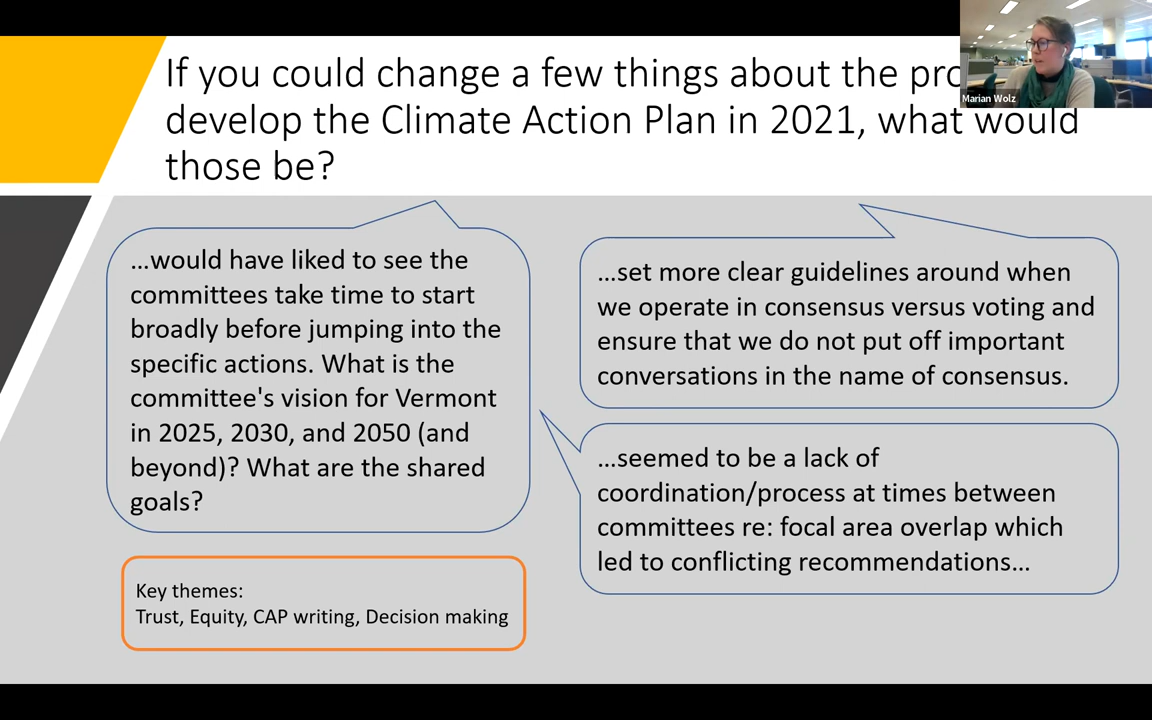 If you could change a few things about the
develop the Climate Action Plan in 2021, what would
those be?
Marian Wolz
...would have liked to see the
committees take time to start
broadly before jumping into the
specific actions. What is the
committee's vision for Vermont
in 2025, 2030, and 2050 (and
beyond)? What are the shared
goals?
...set more clear guidelines around when
we operate in consensus versus voting and
ensure that we do not put off important
conversations in the name of consensus.
...seemed to be a lack of
coordination/process at times between
committees re: focal area overlap which
led to conflicting recommendations...
Key themes:
Trust, Equity, CAP writing, Decision making